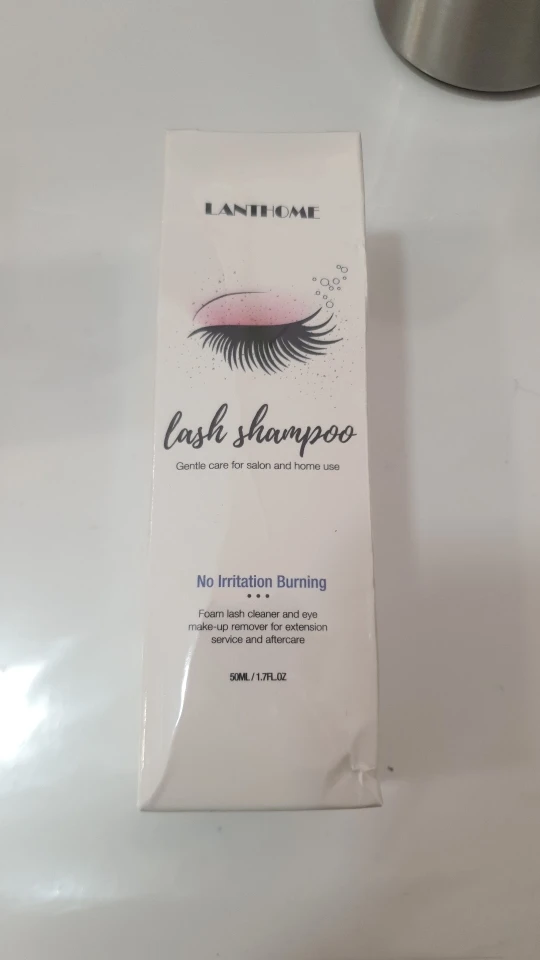 LANTHOME
lash shampoo
Gentle care for salon and home use
No Irritation Burning
Foam lash cleaner and eye
make-up remover for extension
service and aftercare
50ML / 1.7FL.OZ